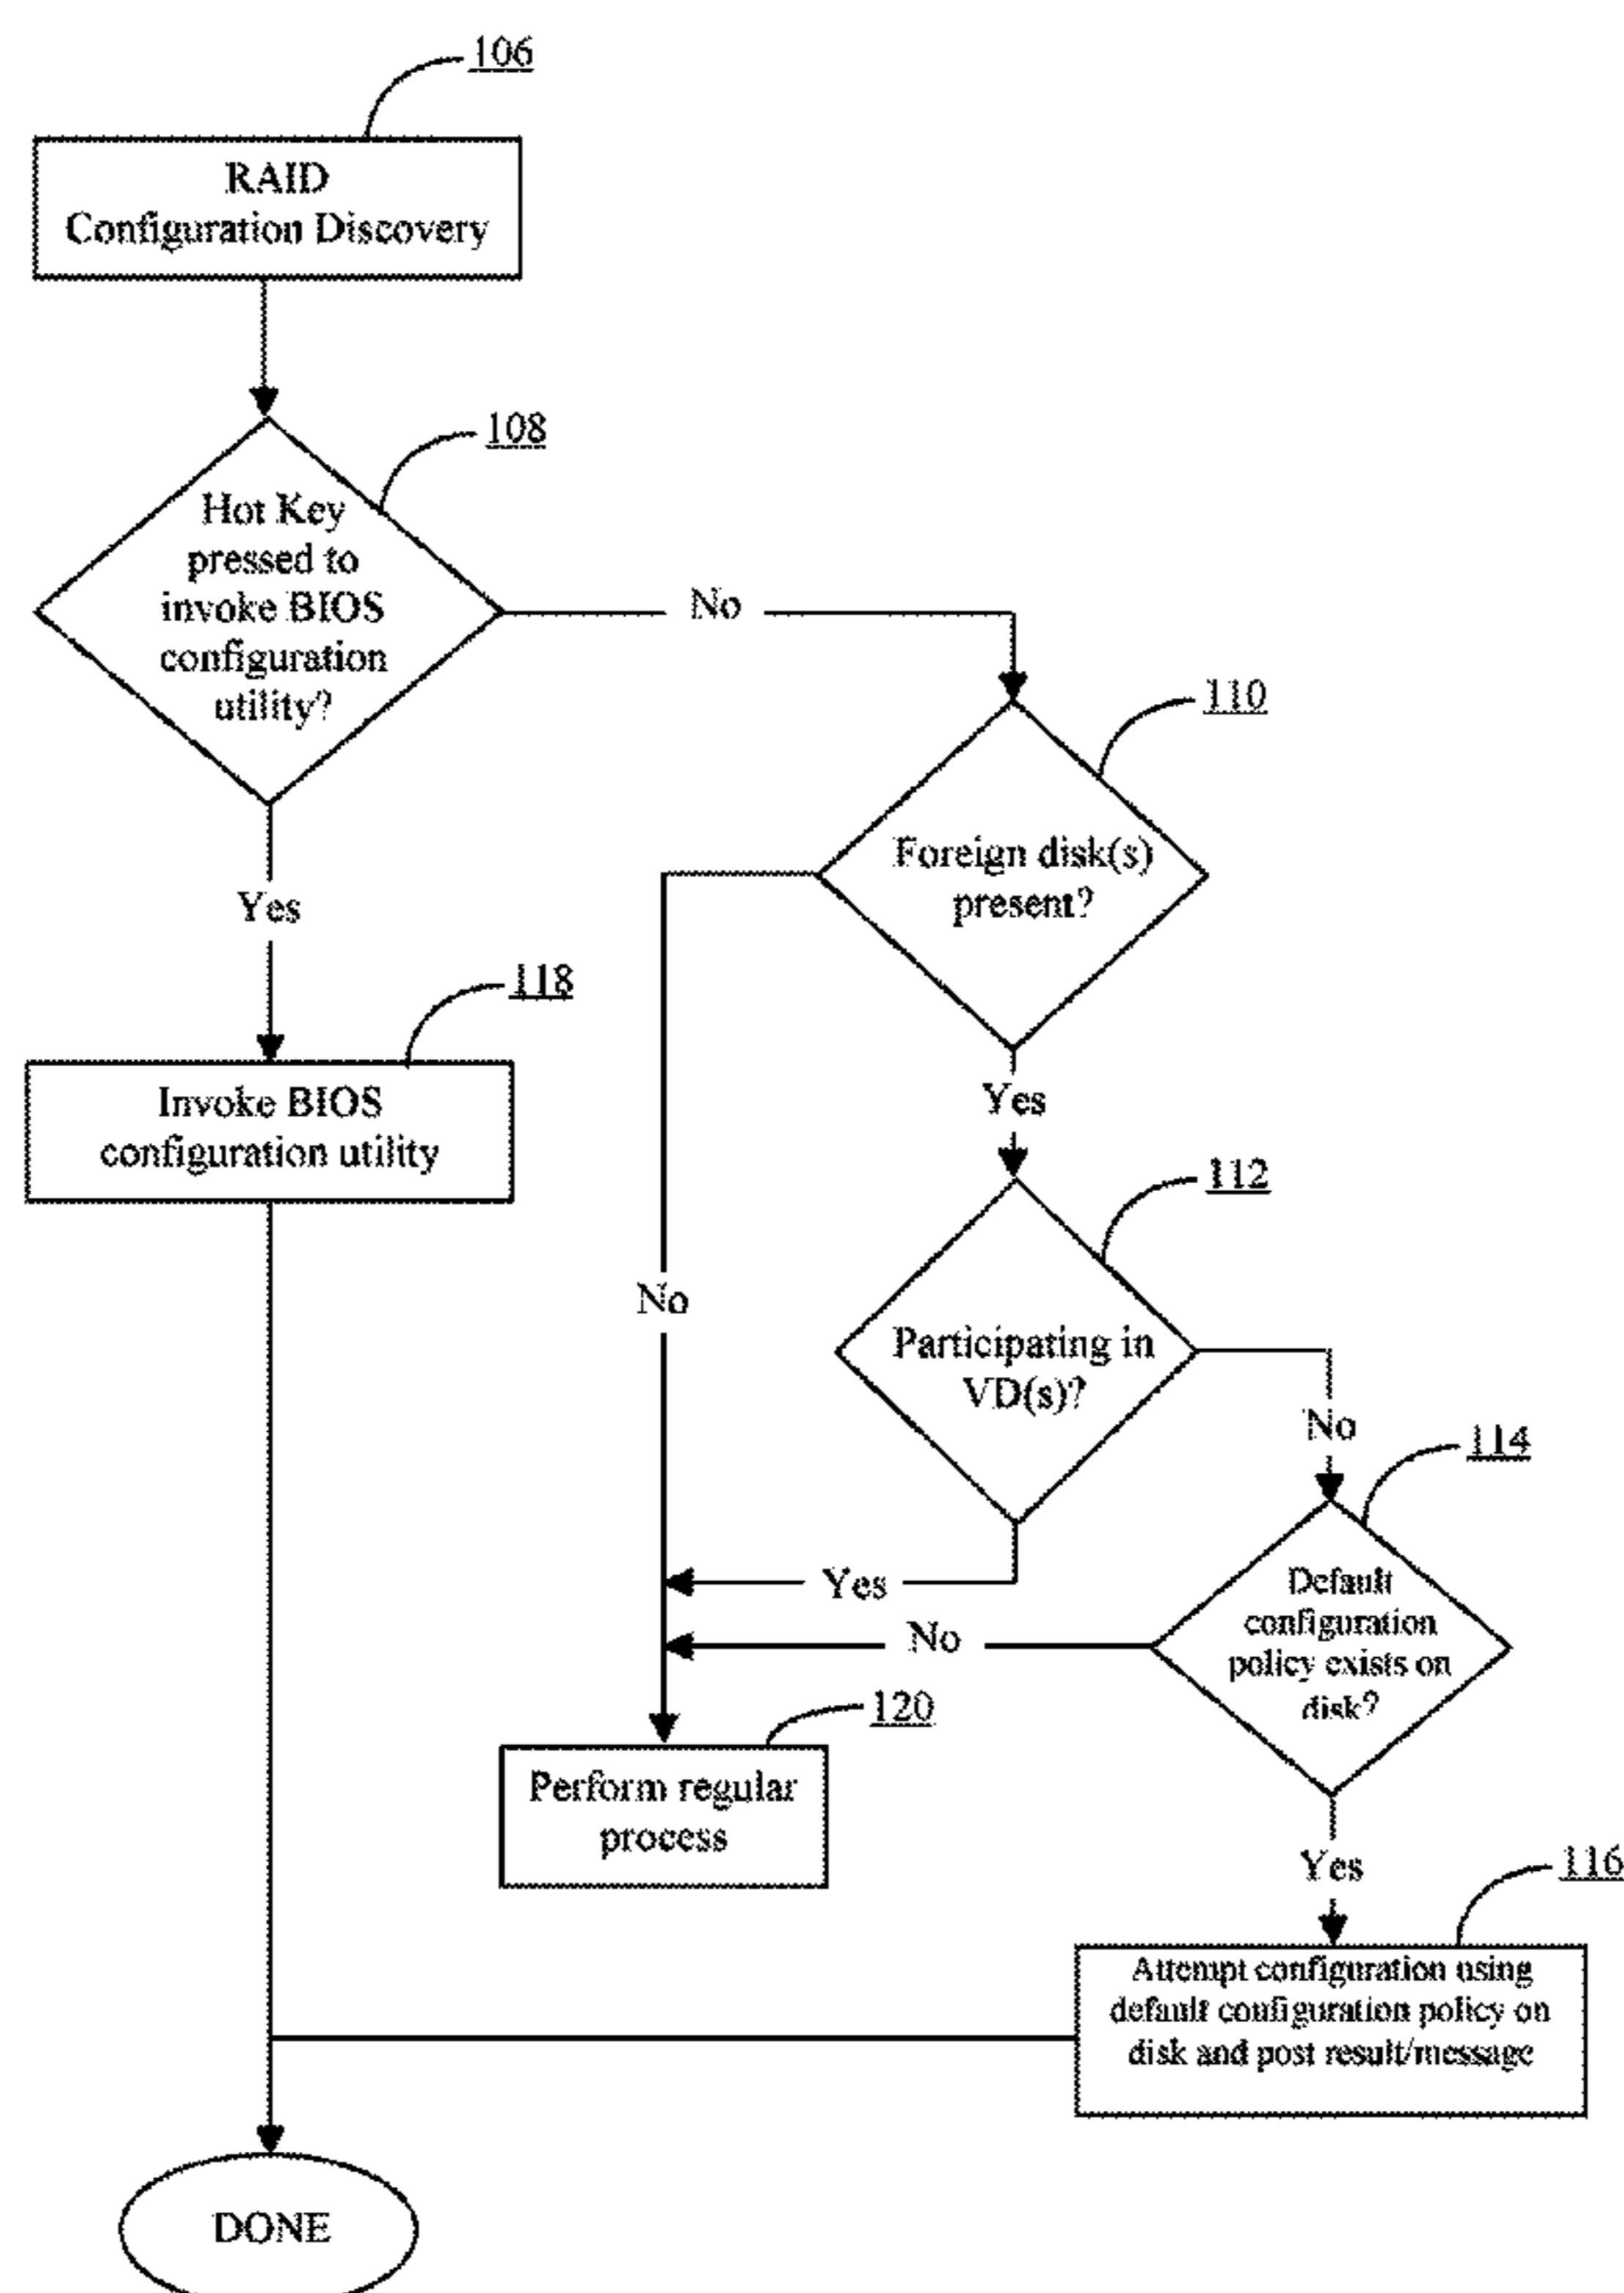 106
RAID
Configuration Discovery
108
Hot Key
pressed to
invoke BIOS
configuration
utility?
No
110
Foreign disk(s)
present?
Yes
118
Invoke BIOS
configuration utility
Yes
112
No
Participating in
VD(s)?
No
114
Yes
Default
configuration
policy exists on
disk?
No
120
Perform regular
process
Yes
116
Attempt configuration using
default configuration policy on
disk and post result/message
DONE